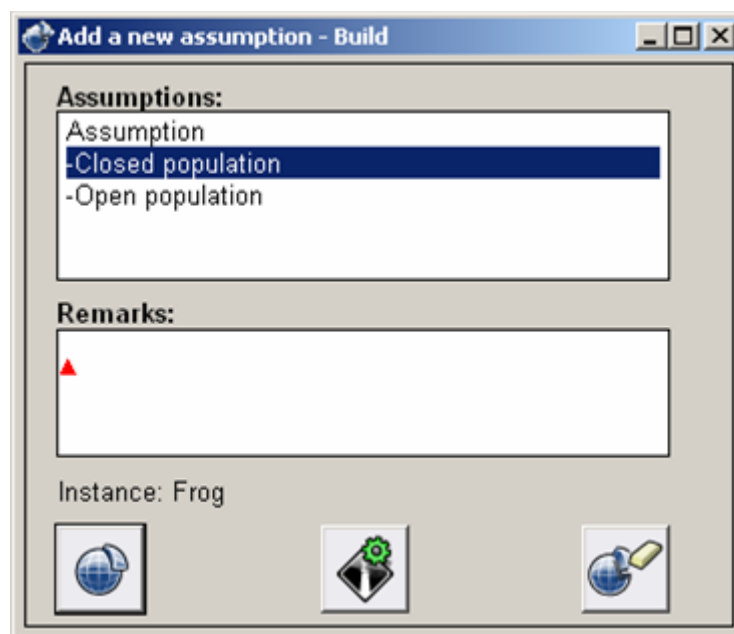 Add a new assumption - Build
Assumptions:
Assumption
-Closed population
-Open population
Remarks:
Instance: Frog